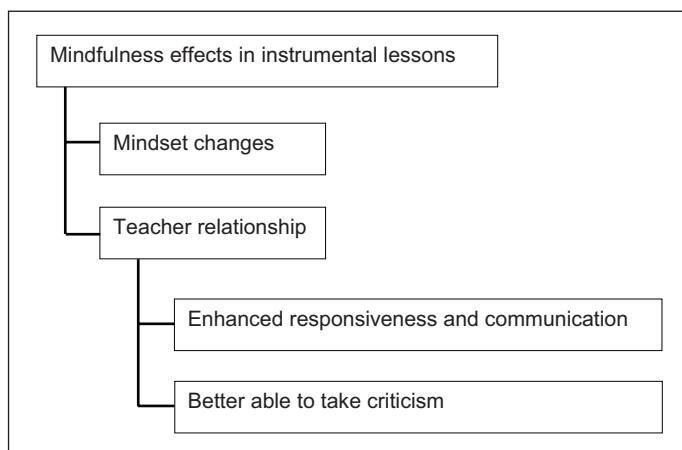 Mindfulness effects in instrumental lessons
Mindset changes
Teacher relationship
Enhanced responsiveness and communication
Better able to take criticism